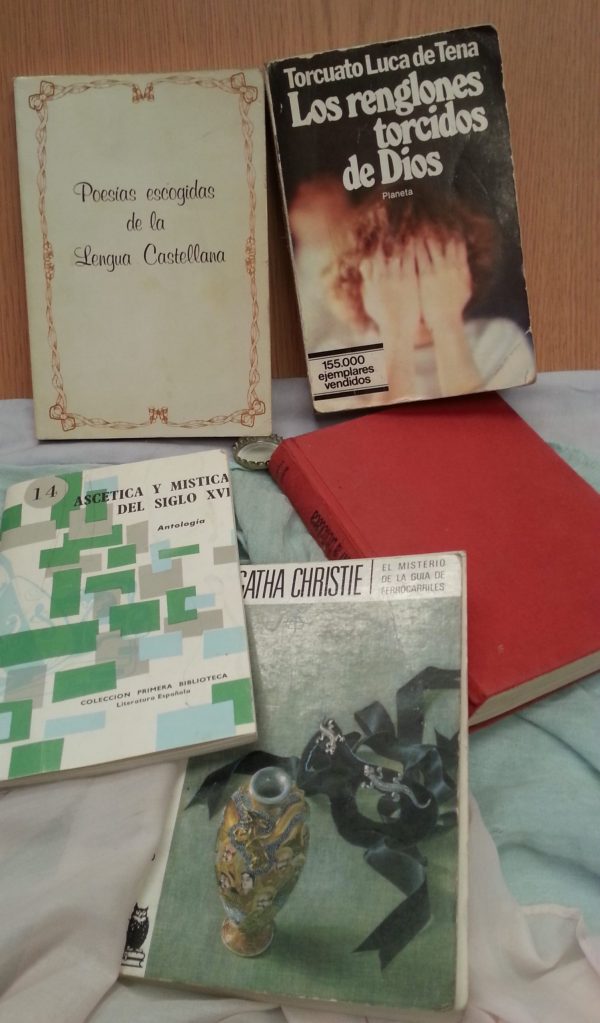 Poesías escogidas
de la
Lengua Castellana
Torcuato Luca de Tena
Los renglones
torcidos
de Dios
Planeta
155.000
ejemplares
vendidos
14
ASCETICA Y MISTICA
DEL SIGLO XVI
Antología
COLECCION PRIMERA BIBLIOTECA
Literatura Española
GATHA CHRISTIE
EL MISTERIO
DE LA GUIA DE
FERROCARRILES